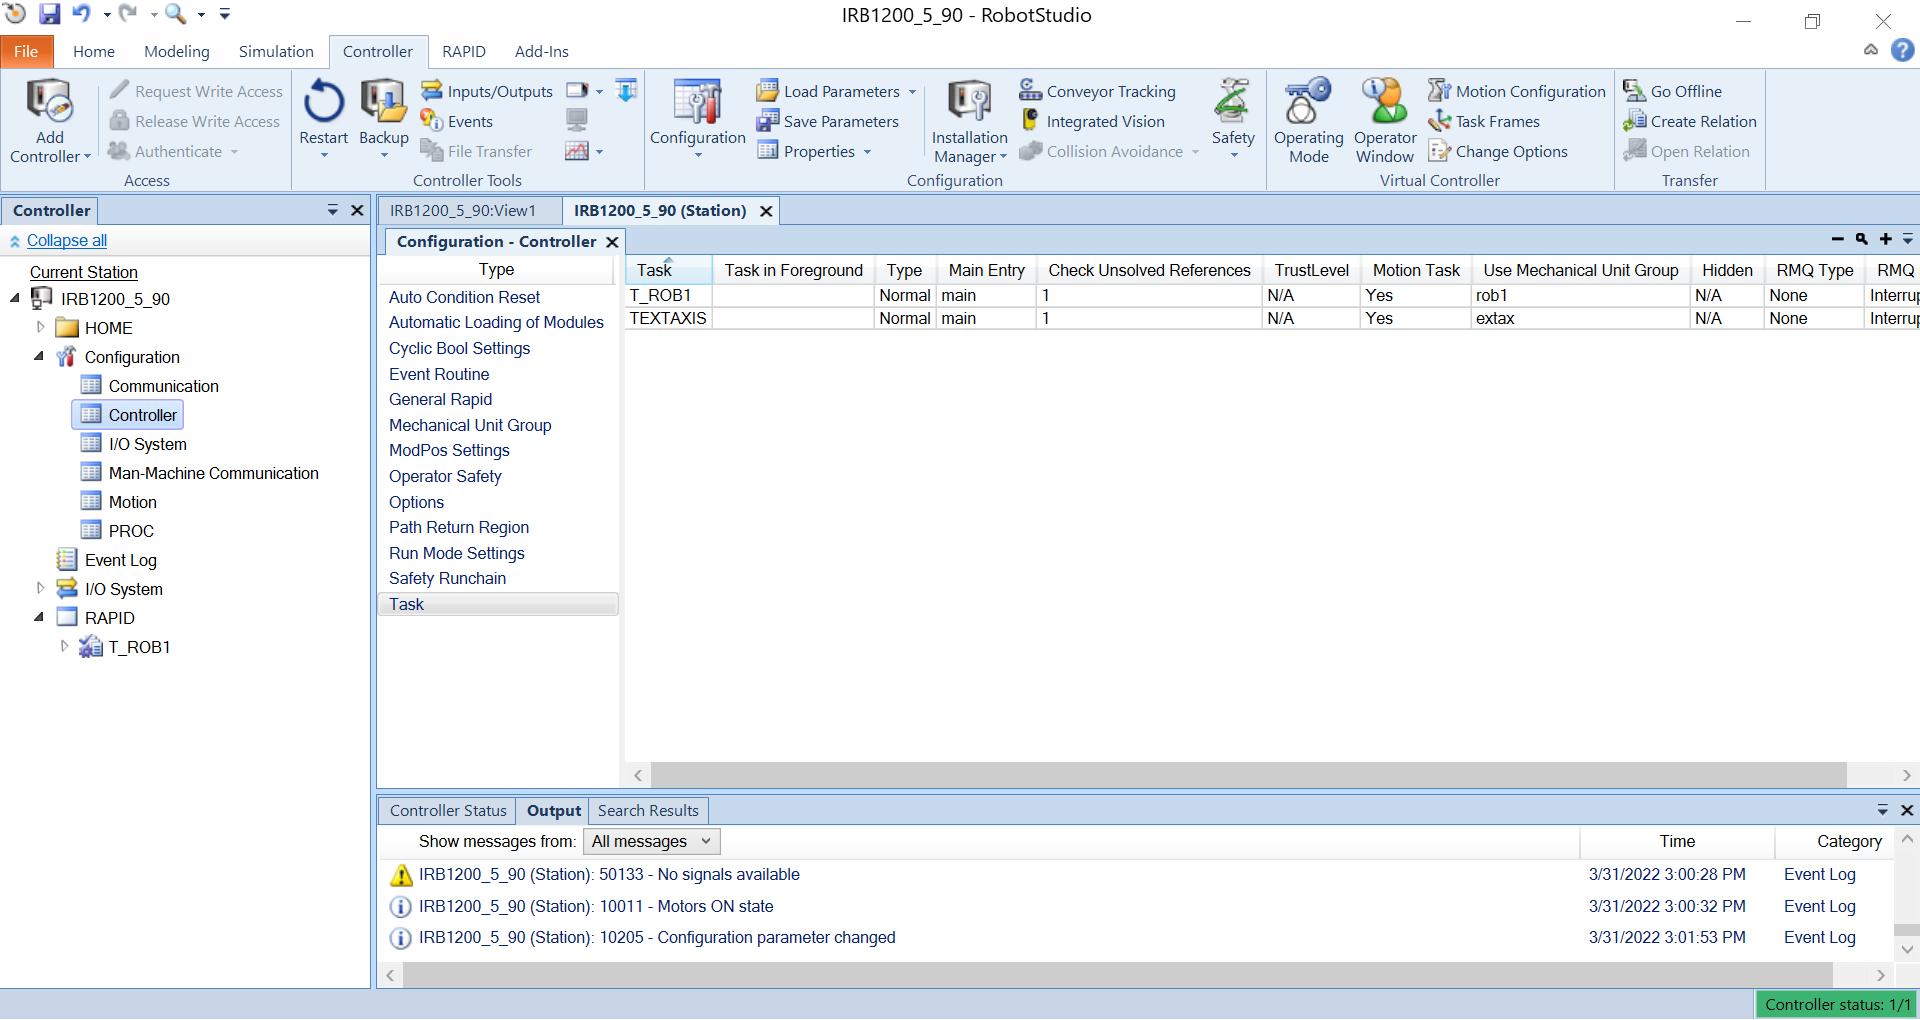 IRB1200_5_90 - RobotStudio
File Home Modeling Simulation Controller RAPID Add-Ins
Add Controller
Request Write Access
Release Write Access
Authenticate
Access
Restart
Backup
Inputs/Outputs
Events
File Transfer
Controller Tools
Configuration
Load Parameters
Save Parameters
Properties
Installation Manager
Conveyor Tracking
Integrated Vision
Collision Avoidance
Safety
Configuration
Operating Mode
Operator Window
Motion Configuration
Task Frames
Change Options
Virtual Controller
Go Offline
Create Relation
Open Relation
Transfer
Controller
Collapse all
Current Station
IRB1200_5_90
HOME
Configuration
Communication
Controller
I/O System
Man-Machine Communication
Motion
PROC
Event Log
I/O System
RAPID
T_ROB1
IRB1200_5_90:View1 IRB1200_5_90 (Station)
Configuration - Controller
Type
Auto Condition Reset
Automatic Loading of Modules
Cyclic Bool Settings
Event Routine
General Rapid
Mechanical Unit Group
ModPos Settings
Operator Safety
Options
Path Return Region
Run Mode Settings
Safety Runchain
Task
Task Task in Foreground Type Main Entry Check Unsolved References TrustLevel Motion Task Use Mechanical Unit Group Hidden RMQ Type RMQ
T_ROB1 Normal main 1 N/A Yes rob1 N/A None Interrup
TEXTAXIS Normal main 1 N/A Yes extax N/A None Interrup
Controller Status Output Search Results
Show messages from: All messages Time Category
IRB1200_5_90 (Station): 50133 - No signals available 3/31/2022 3:00:28 PM Event Log
IRB1200_5_90 (Station): 10011 - Motors ON state 3/31/2022 3:00:32 PM Event Log
IRB1200_5_90 (Station): 10205 - Configuration parameter changed 3/31/2022 3:01:53 PM Event Log
Controller status: 1/1